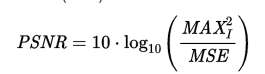 PSNR = 10 · log₁₀ ( MAX_I² / MSE )